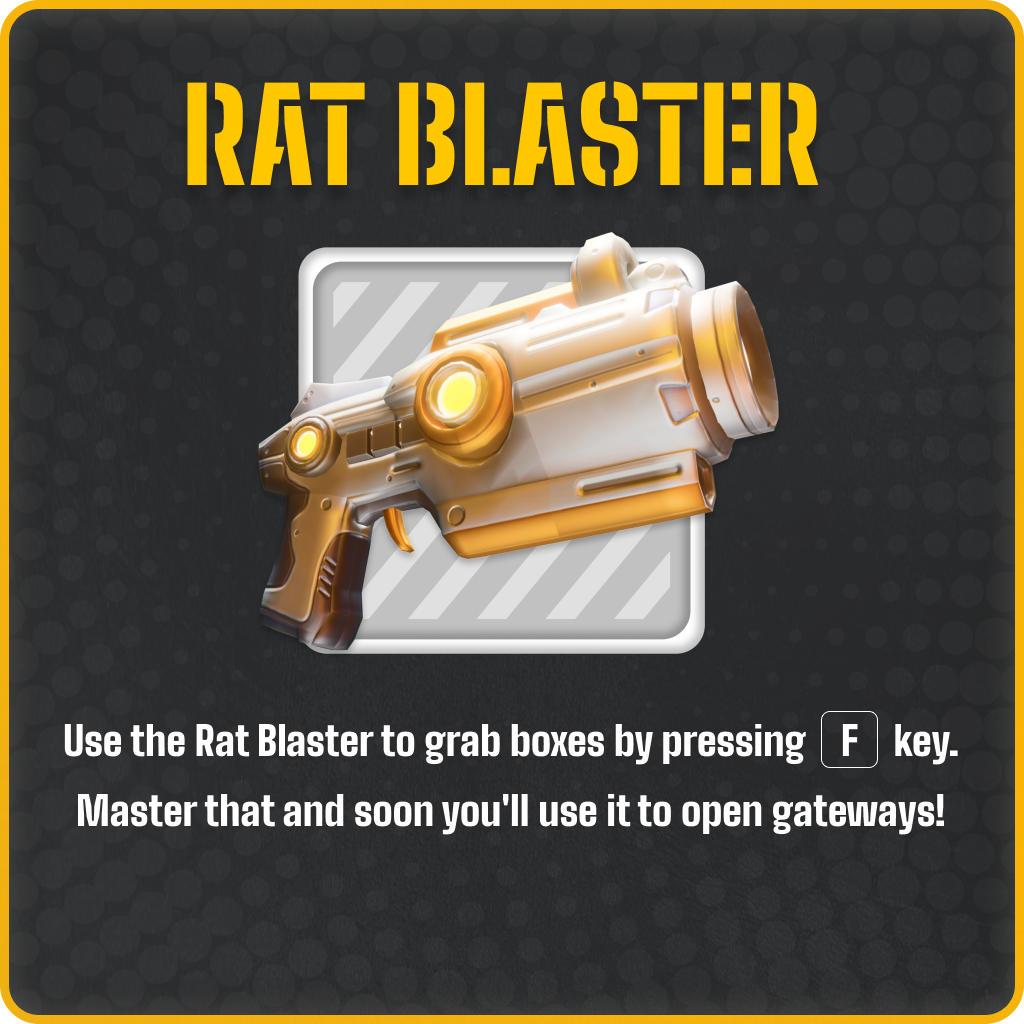 RAT BLASTER
Use the Rat Blaster to grab boxes by pressing F key.
Master that and soon you'll use it to open gateways!